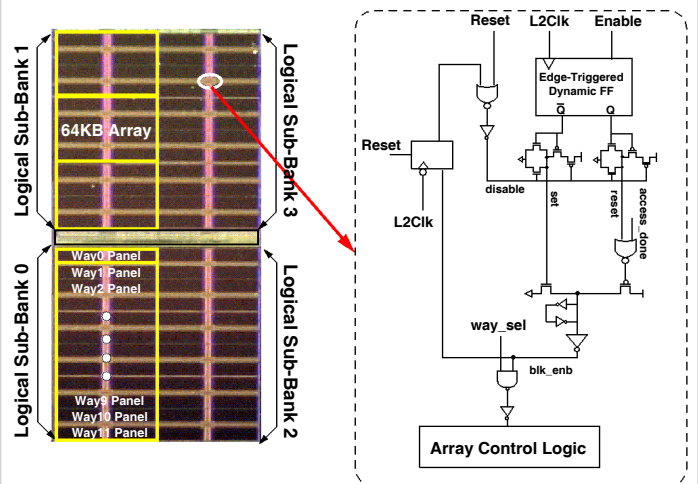 Logical Sub-Bank 1
64KB Array
Logical Sub-Bank 3
Logical Sub-Bank 0
Way0 Panel
Way1 Panel
Way2 Panel
Way9 Panel
Way10 Panel
Way11 Panel
Logical Sub-Bank 2
Reset
L2Clk
Enable
Edge-Triggered
Dynamic FF
Q
Q
Reset
L2Clk
disable
set
reset
access_done
way_sel
blk_enb
Array Control Logic